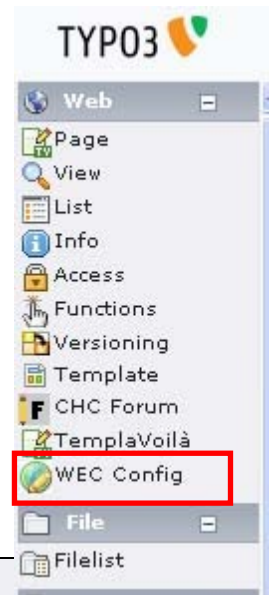 TYPO3
Web
Page
View
List
Info
Access
Functions
Versioning
Template
F CHC Forum
TemplaVoilà
WEC Config
File
Filelist